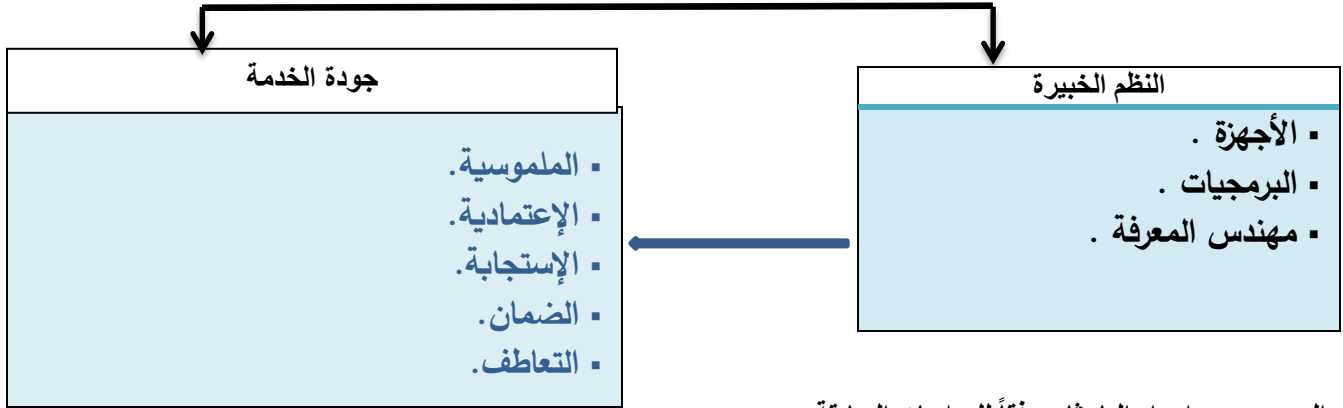 النظم الخبيرة
▪ الأجهزة .
▪ البرمجيات .
▪ مهندس المعرفة .
جودة الخدمة
▪ الملموسية.
▪ الإعتمادية.
▪ الإستجابة.
▪ الضمان.
▪ التعاطف.